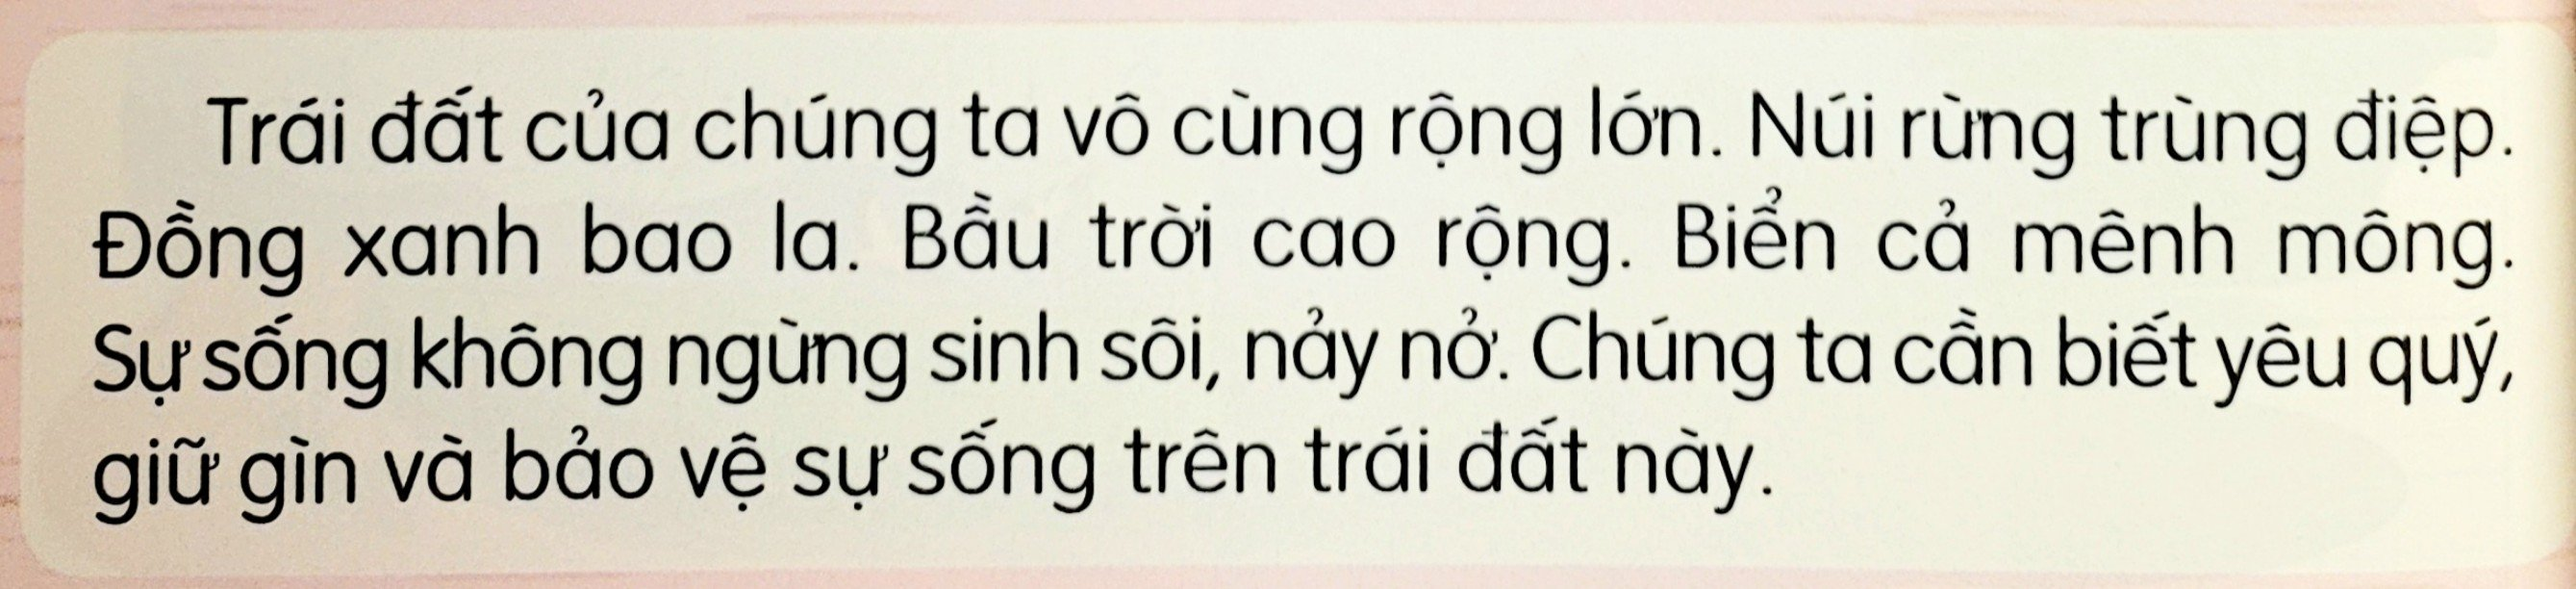 Trái đất của chúng ta vô cùng rộng lớn. Núi rừng trùng điệp.
Đồng xanh bao la. Bầu trời cao rộng. Biển cả mênh mông.
Sự sống không ngừng sinh sôi, nảy nở. Chúng ta cần biết yêu quý,
giữ gìn và bảo vệ sự sống trên trái đất này.